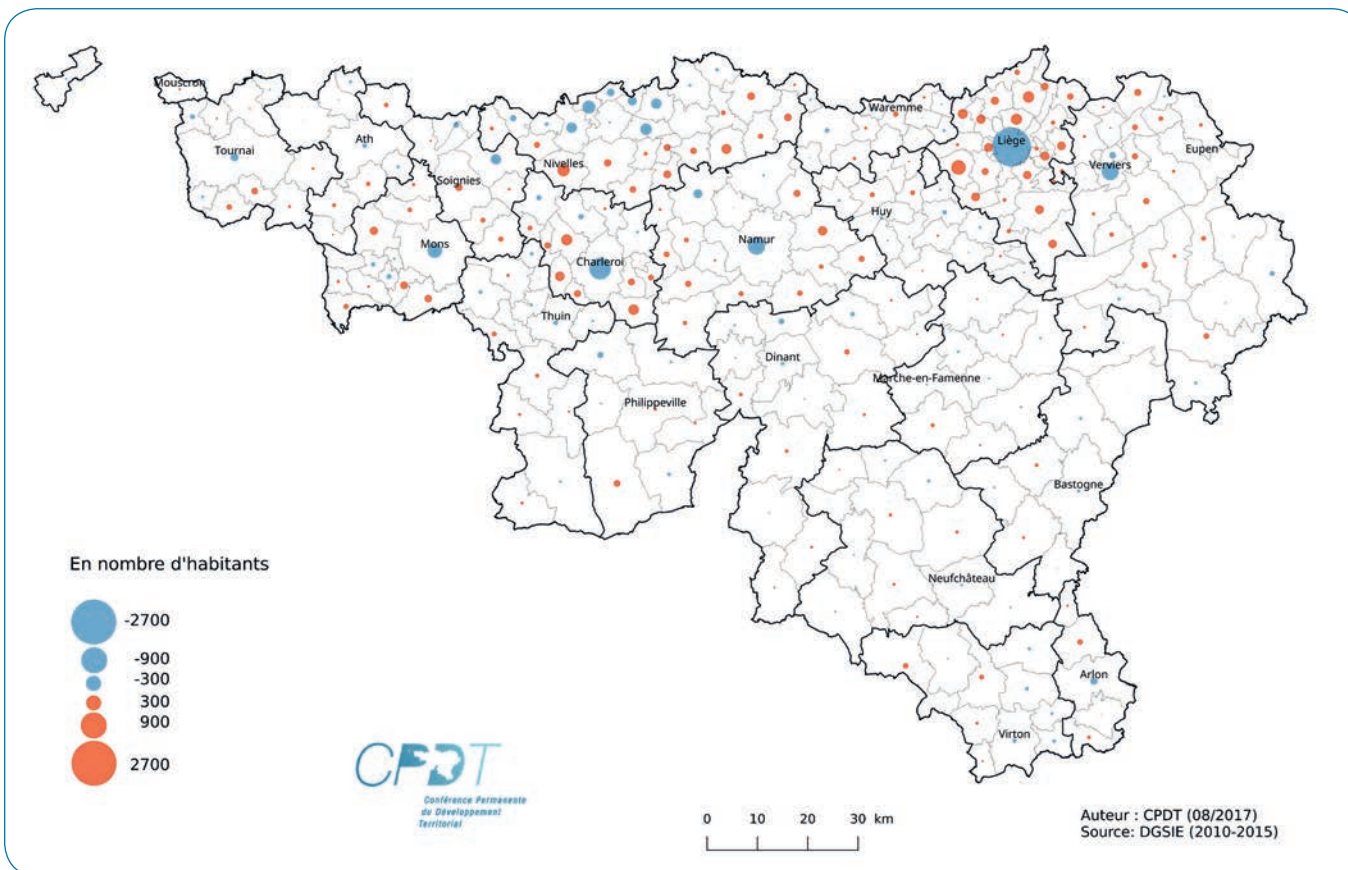 Mouscron
Waremme
Ath
Liège
Tournai
Eupen
Nivelles
Verviers
Soignies
Huy
Namur
Mons
Charleroi
Thuin
Dinant
Marche-en-Famenne
Philippeville
Bastogne
Neufchâteau
Arlon
Virton
En nombre d'habitants
-2700
-900
-300
300
900
2700
CPDT
Conférence Permanente
du Développement
Territorial
0 10 20 30 km
Auteur : CPDT (08/2017)
Source: DGSIE (2010-2015)